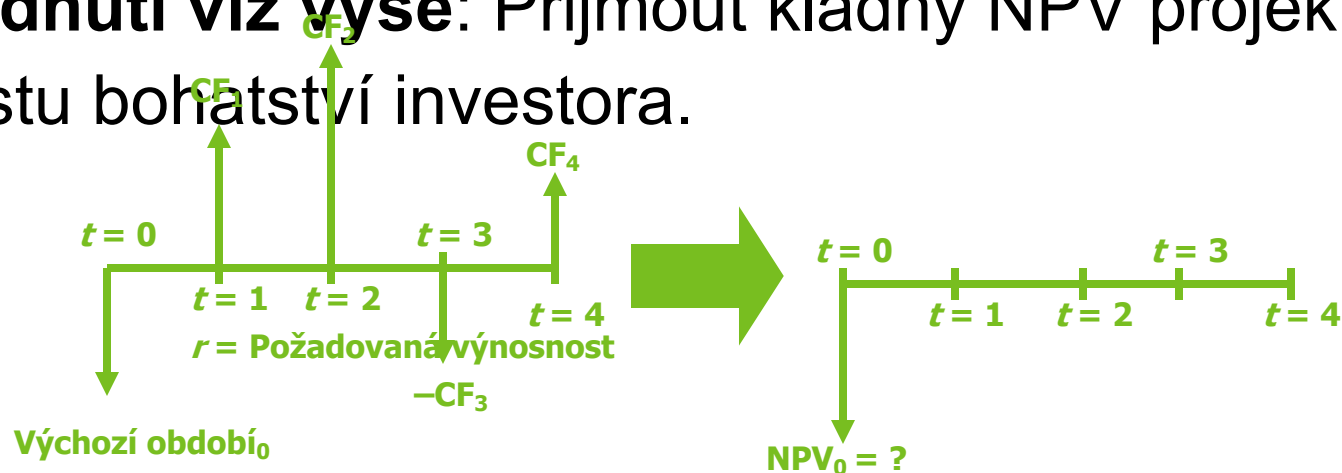 dnutí viz výše: Přijmout kladný NPV projek
stu bohatství investora.
CF₂
CF₁
CF₄
t = 0
t = 3
t = 1
t = 2
t = 4
r = Požadovaná výnosnost
–CF₃
Výchozí období₀
t = 0
t = 3
t = 1
t = 2
t = 4
NPV₀ = ?